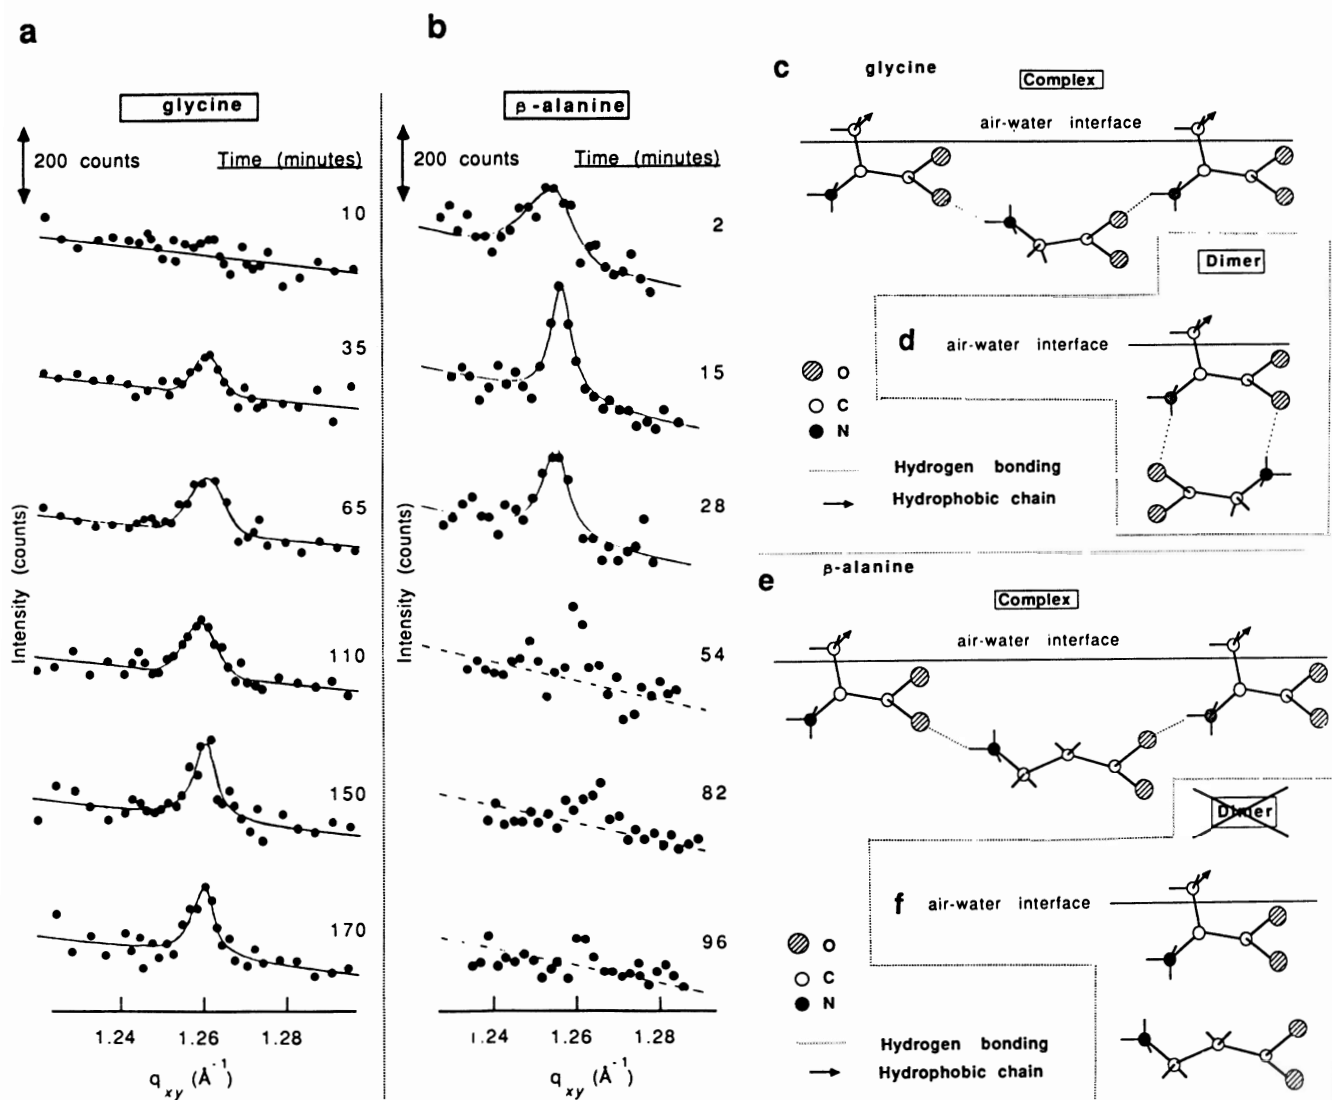 a
glycine
200 counts
Time (minutes)
10
35
65
110
150
170
Intensity (counts)
1.24
1.26
1.28
q xy (Å-1)
b
β-alanine
200 counts
Time (minutes)
2
15
28
54
82
96
Intensity (counts)
1.24
1.26
1.28
q xy (Å-1)
c
glycine
Complex
air-water interface
Dimer
d
air-water interface
O
C
N
Hydrogen bonding
Hydrophobic chain
e
β-alanine
Complex
air-water interface
Dimer
f
air-water interface
O
C
N
Hydrogen bonding
Hydrophobic chain